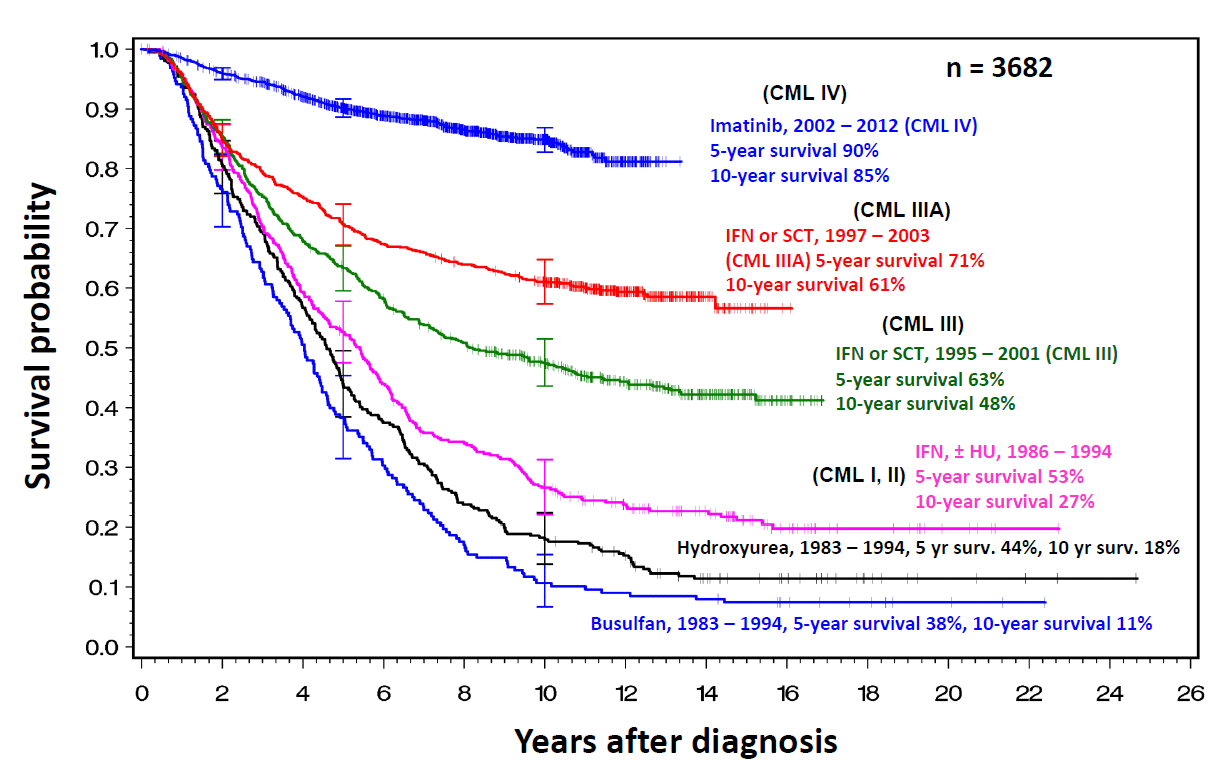 n = 3682
(CML IV)
Imatinib, 2002 – 2012 (CML IV)
5-year survival 90%
10-year survival 85%
(CML IIIA)
IFN or SCT, 1997 – 2003
(CML IIIA) 5-year survival 71%
10-year survival 61%
(CML III)
IFN or SCT, 1995 – 2001 (CML III)
5-year survival 63%
10-year survival 48%
IFN, ± HU, 1986 – 1994
(CML I, II) 5-year survival 53%
10-year survival 27%
Hydroxyurea, 1983 – 1994, 5 yr surv. 44%, 10 yr surv. 18%
Busulfan, 1983 – 1994, 5-year survival 38%, 10-year survival 11%
Survival probability
1.0
0.9
0.8
0.7
0.6
0.5
0.4
0.3
0.2
0.1
0.0
0 2 4 6 8 10 12 14 16 18 20 22 24 26
Years after diagnosis